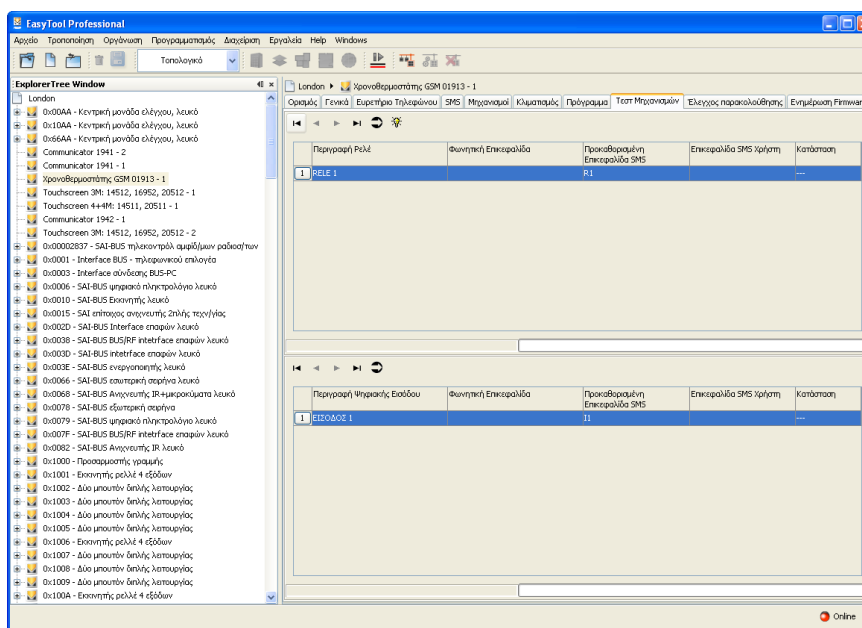 EasyTool Professional
Αρχείο Τροποποίηση Οργάνωση Προγραμματισμός Διαχείριση Εργαλεία Help Windows
Τοπολογικό
ExplorerTree Window
London
0x00AA - Κεντρική μονάδα ελέγχου, λευκό
0x10AA - Κεντρική μονάδα ελέγχου, λευκό
0x66AA - Κεντρική μονάδα ελέγχου, λευκό
Communicator 1941 - 2
Communicator 1941 - 1
Χρονοθερμοστάτης GSM 01913 - 1
Touchscreen 3M: 14512, 16952, 20512 - 1
Touchscreen 4+4M: 14511, 20511 - 1
Communicator 1942 - 1
Touchscreen 3M: 14512, 16952, 20512 - 2
0x00002837 - SAI-BUS τηλεκοντρόλ αμφίδ/μων ραδιοσ/των
0x0001 - Interface BUS - τηλεφωνικού επιλογέα
0x0003 - Interface σύνδεσης BUS-PC
0x0006 - SAI-BUS ψηφιακό πληκτρολόγιο λευκό
0x0010 - SAI-BUS Εκκινητής λευκό
0x0015 - SAI επίτοιχος ανιχνευτής 2πλής τεχν/γίας
0x002D - SAI-BUS Interface επαφών λευκό
0x0038 - SAI-BUS BUS/RF intetrface επαφών λευκό
0x003D - SAI-BUS intetrface επαφών λευκό
0x003E - SAI-BUS ενεργοποιητής λευκό
0x0066 - SAI-BUS εσωτερική σειρήνα λευκό
0x0068 - SAI-BUS Ανιχνευτής IR+μικροκύματα λευκό
0x0078 - SAI-BUS εξωτερική σειρήνα
0x0079 - SAI-BUS ψηφιακό πληκτρολόγιο λευκό
0x007F - SAI-BUS BUS/RF intetrface επαφών λευκό
0x0082 - SAI-BUS Ανιχνευτής IR λευκό
0x1000 - Προσαρμοστής γραμμής
0x1001 - Εκκινητής ρελλέ 4 εξόδων
0x1002 - Δύο μπουτόν διπλής λειτουργίας
0x1003 - Δύο μπουτόν διπλής λειτουργίας
0x1004 - Δύο μπουτόν διπλής λειτουργίας
0x1005 - Δύο μπουτόν διπλής λειτουργίας
0x1006 - Εκκινητής ρελλέ 4 εξόδων
0x1007 - Δύο μπουτόν διπλής λειτουργίας
0x1008 - Δύο μπουτόν διπλής λειτουργίας
0x1009 - Δύο μπουτόν διπλής λειτουργίας
0x100A - Εκκινητής ρελλέ 4 εξόδων
London Χρονοθερμοστάτης GSM 01913 - 1
Ορισμός Γενικά Ευρετήριο Τηλεφώνου SMS Μηχανισμοί Κλιματισμός Πρόγραμμα Τεστ Μηχανισμών Έλεγχος παρακολούθησης Ενημέρωση Firmwar
Περιγραφή Ρελέ Φωνητική Επικεφαλίδα Προκαθορισμένη Επικεφαλίδα SMS Χρήστη Κατάσταση
Επικεφαλίδα SMS
1 RELE 1 R1 ---
Περιγραφή Ψηφιακής Εισόδου Φωνητική Επικεφαλίδα Προκαθορισμένη Επικεφαλίδα SMS Χρήστη Κατάσταση
Επικεφαλίδα SMS
1 ΕΙΣΟΔΟΣ 1 I1 ---
Online